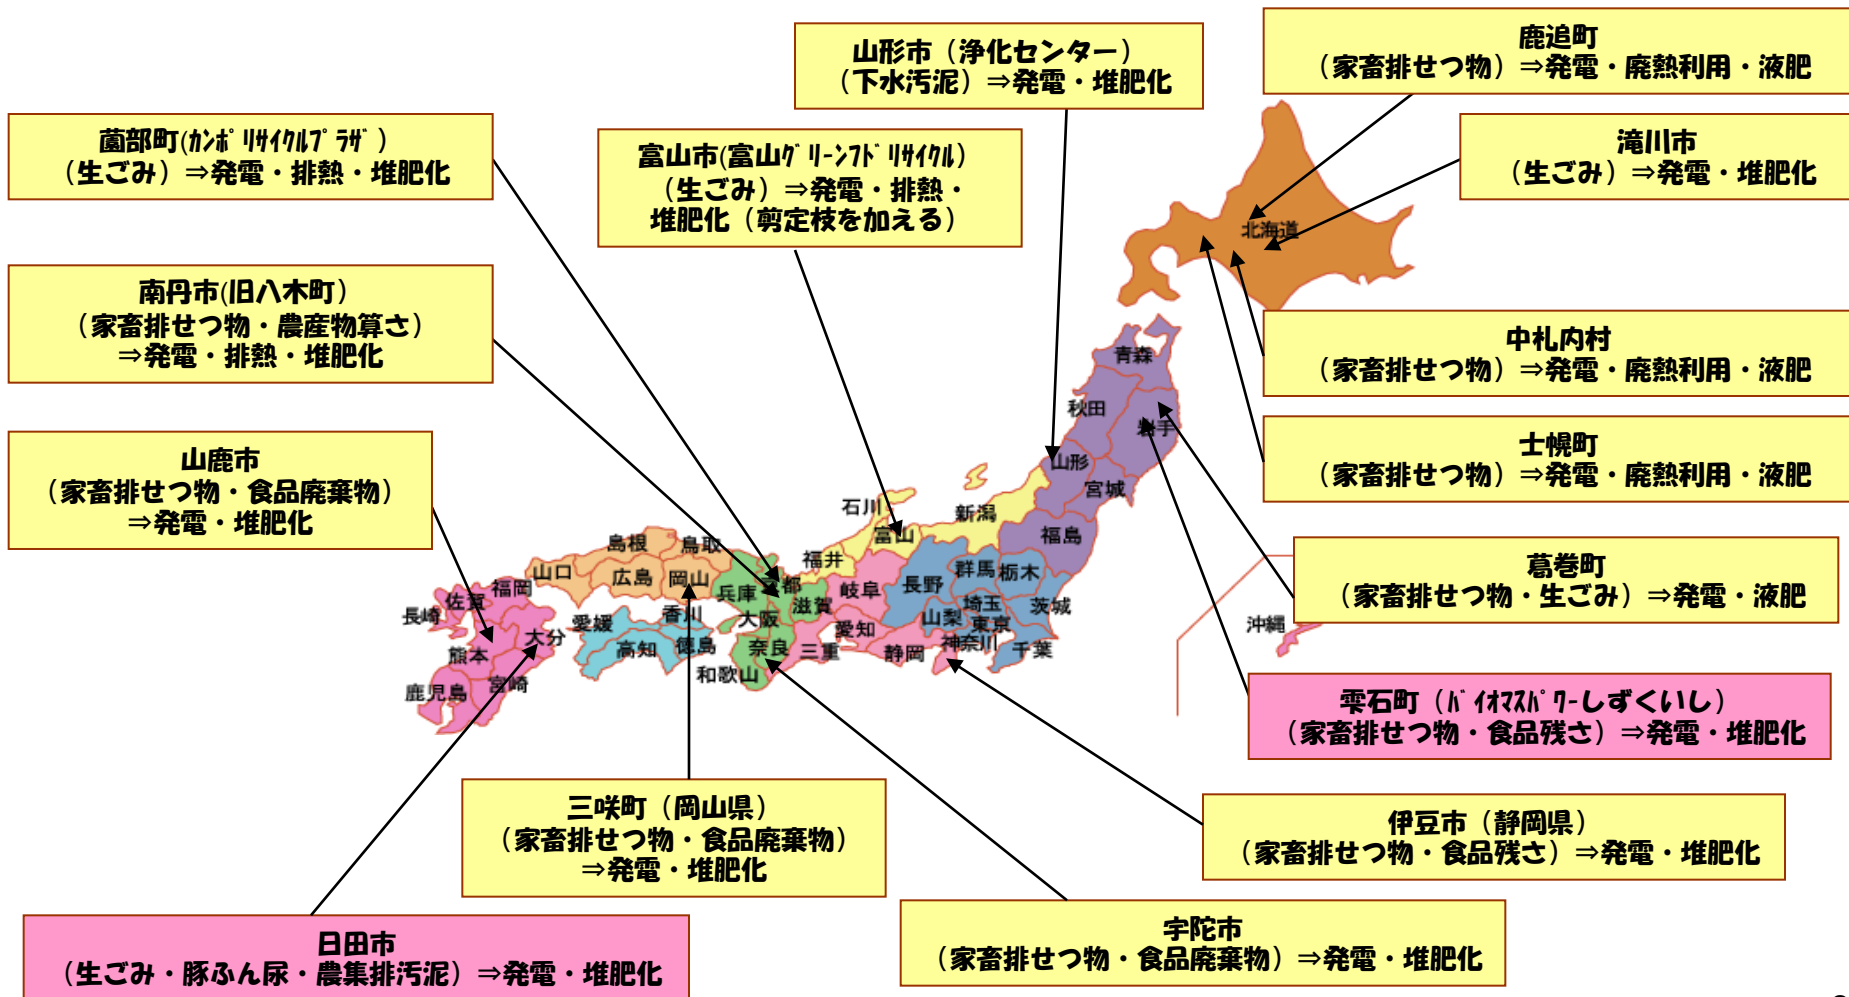 山形市（浄化センター）
（下水汚泥）⇒発電・堆肥化
鹿追町
（家畜排せつ物）⇒発電・廃熱利用・液肥
薗部町(ｶﾝﾎﾟﾘｻｲｸﾙﾌﾟﾗｻﾞ)
（生ごみ）⇒発電・排熱・堆肥化
富山市(富山ｸﾞﾘｰﾝﾌﾄﾞﾘｻｲｸﾙ)
（生ごみ）⇒発電・排熱・
堆肥化（剪定枝を加える）
滝川市
（生ごみ）⇒発電・堆肥化
南丹市(旧八木町)
（家畜排せつ物・農産物算さ）
⇒発電・排熱・堆肥化
中札内村
（家畜排せつ物）⇒発電・廃熱利用・液肥
山鹿市
（家畜排せつ物・食品廃棄物）
⇒発電・堆肥化
士幌町
（家畜排せつ物）⇒発電・廃熱利用・液肥
葛巻町
（家畜排せつ物・生ごみ）⇒発電・液肥
雫石町（ﾊﾞｲｵﾏｽﾊﾟﾜｰしずくいし）
（家畜排せつ物・食品残さ）⇒発電・堆肥化
三咲町（岡山県）
（家畜排せつ物・食品廃棄物）
⇒発電・堆肥化
伊豆市（静岡県）
（家畜排せつ物・食品残さ）⇒発電・堆肥化
宇陀市
（家畜排せつ物・食品廃棄物）⇒発電・堆肥化
日田市
（生ごみ・豚ふん尿・農集排汚泥）⇒発電・堆肥化
北海道
青森
秋田
岩手
山形
宮城
福島
新潟
石川
富山
福井
長野
群馬
栃木
茨城
埼玉
山梨
東京
千葉
神奈川
岐阜
愛知
静岡
三重
滋賀
京都
兵庫
大阪
奈良
和歌山
鳥取
島根
岡山
広島
山口
香川
愛媛
徳島
高知
福岡
佐賀
長崎
大分
熊本
宮崎
鹿児島
沖縄